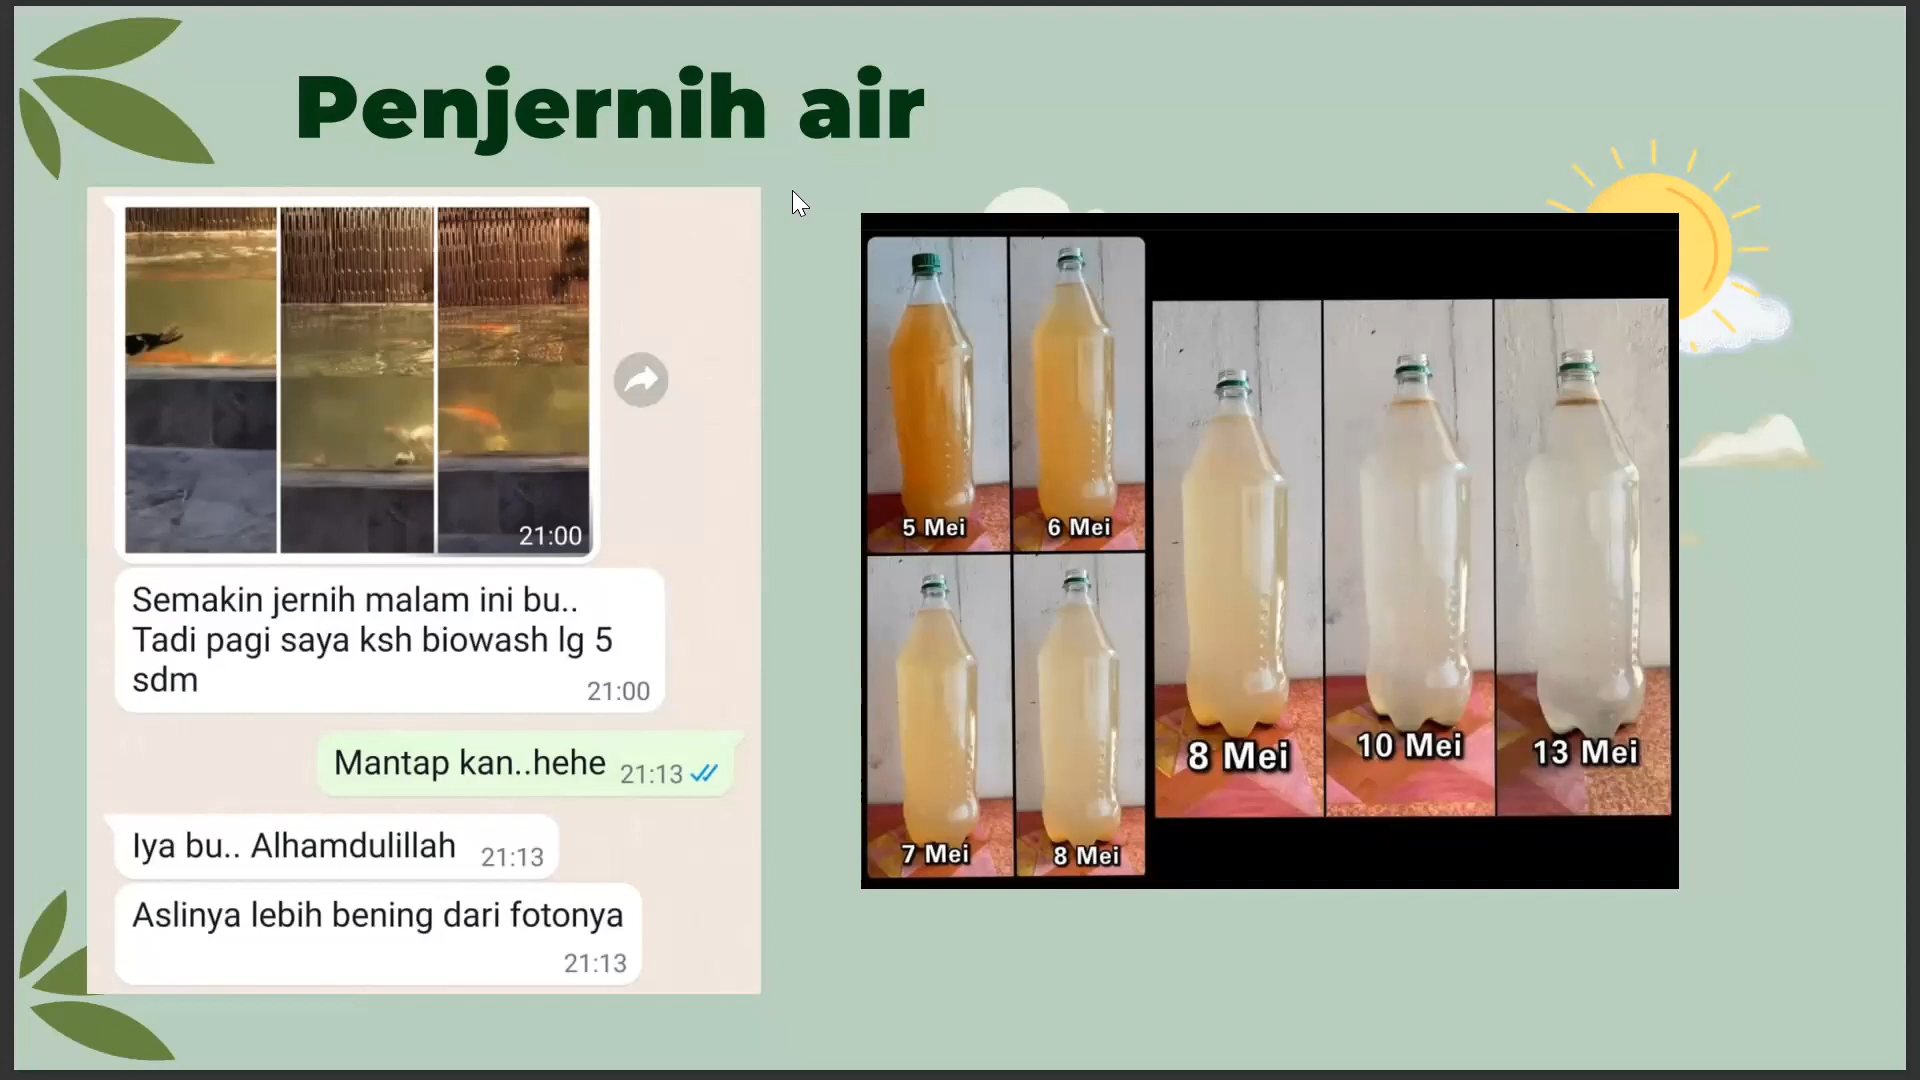 Penjernih air
21:00
Semakin jernih malam ini bu..
Tadi pagi saya ksh biowash lg 5
sdm
21:00
Mantap kan..hehe 21:13
Iya bu.. Alhamdulillah 21:13
Aslinya lebih bening dari fotonya
21:13
5 Mei
6 Mei
7 Mei
8 Mei
8 Mei
10 Mei
13 Mei